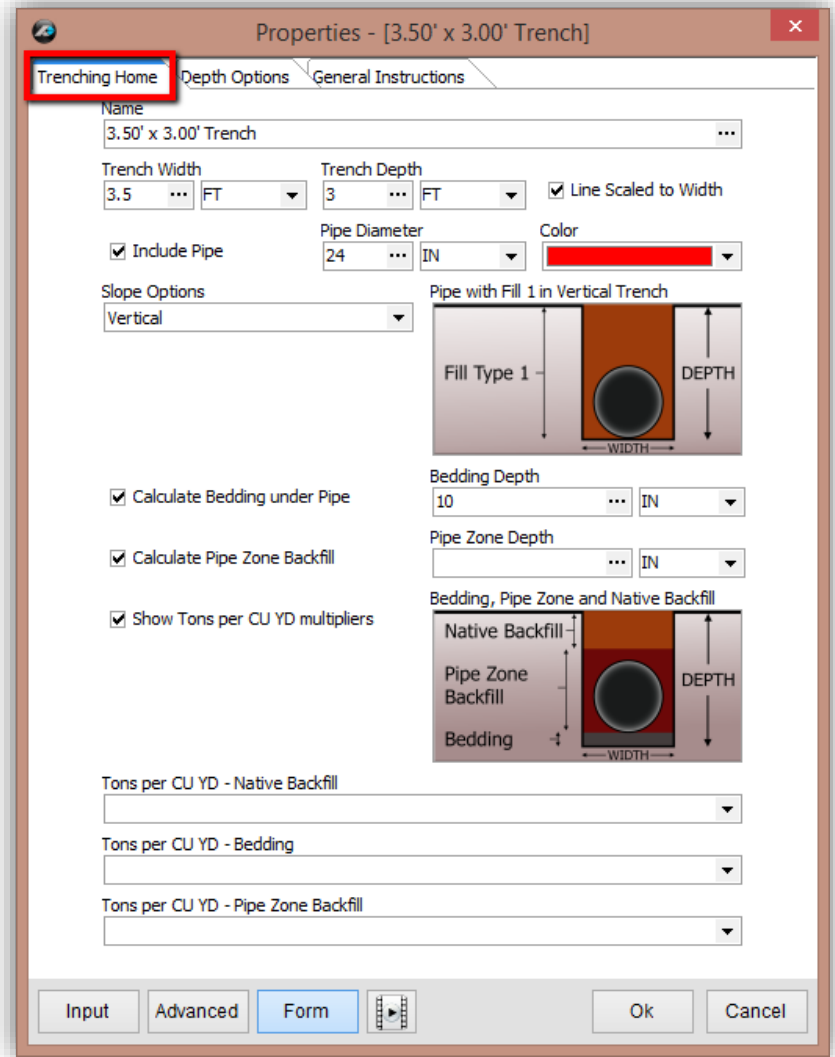 Properties - [3.50' x 3.00' Trench]
Trenching Home Depth Options General Instructions
Name
3.50' x 3.00' Trench
Trench Width Trench Depth
3.5 ... FT 3 ... FT Line Scaled to Width
Pipe Diameter Color
Include Pipe 24 ... IN
Slope Options Pipe with Fill 1 in Vertical Trench
Vertical
Fill Type 1 DEPTH
WIDTH
Bedding Depth
Calculate Bedding under Pipe 10 ... IN
Pipe Zone Depth
Calculate Pipe Zone Backfill ... IN
Bedding, Pipe Zone and Native Backfill
Show Tons per CU YD multipliers
Native Backfill
Pipe Zone
Backfill
DEPTH
Bedding
WIDTH
Tons per CU YD - Native Backfill
Tons per CU YD - Bedding
Tons per CU YD - Pipe Zone Backfill
Input Advanced Form Ok Cancel